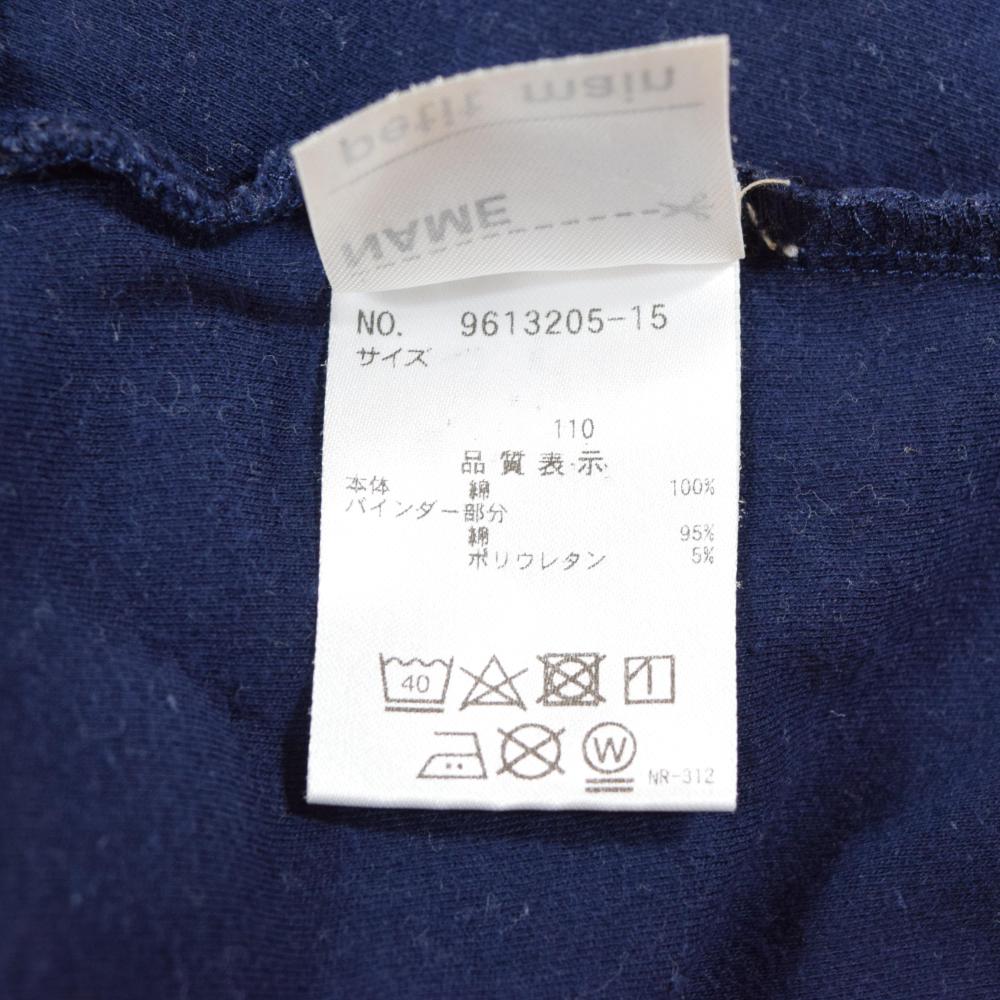 petit main
NAME
NO. 9613205-15
サイズ
110
品質表示
本体 綿 100%
バインダー部分
綿 95%
ポリウレタン 5%
40
W
NR-312